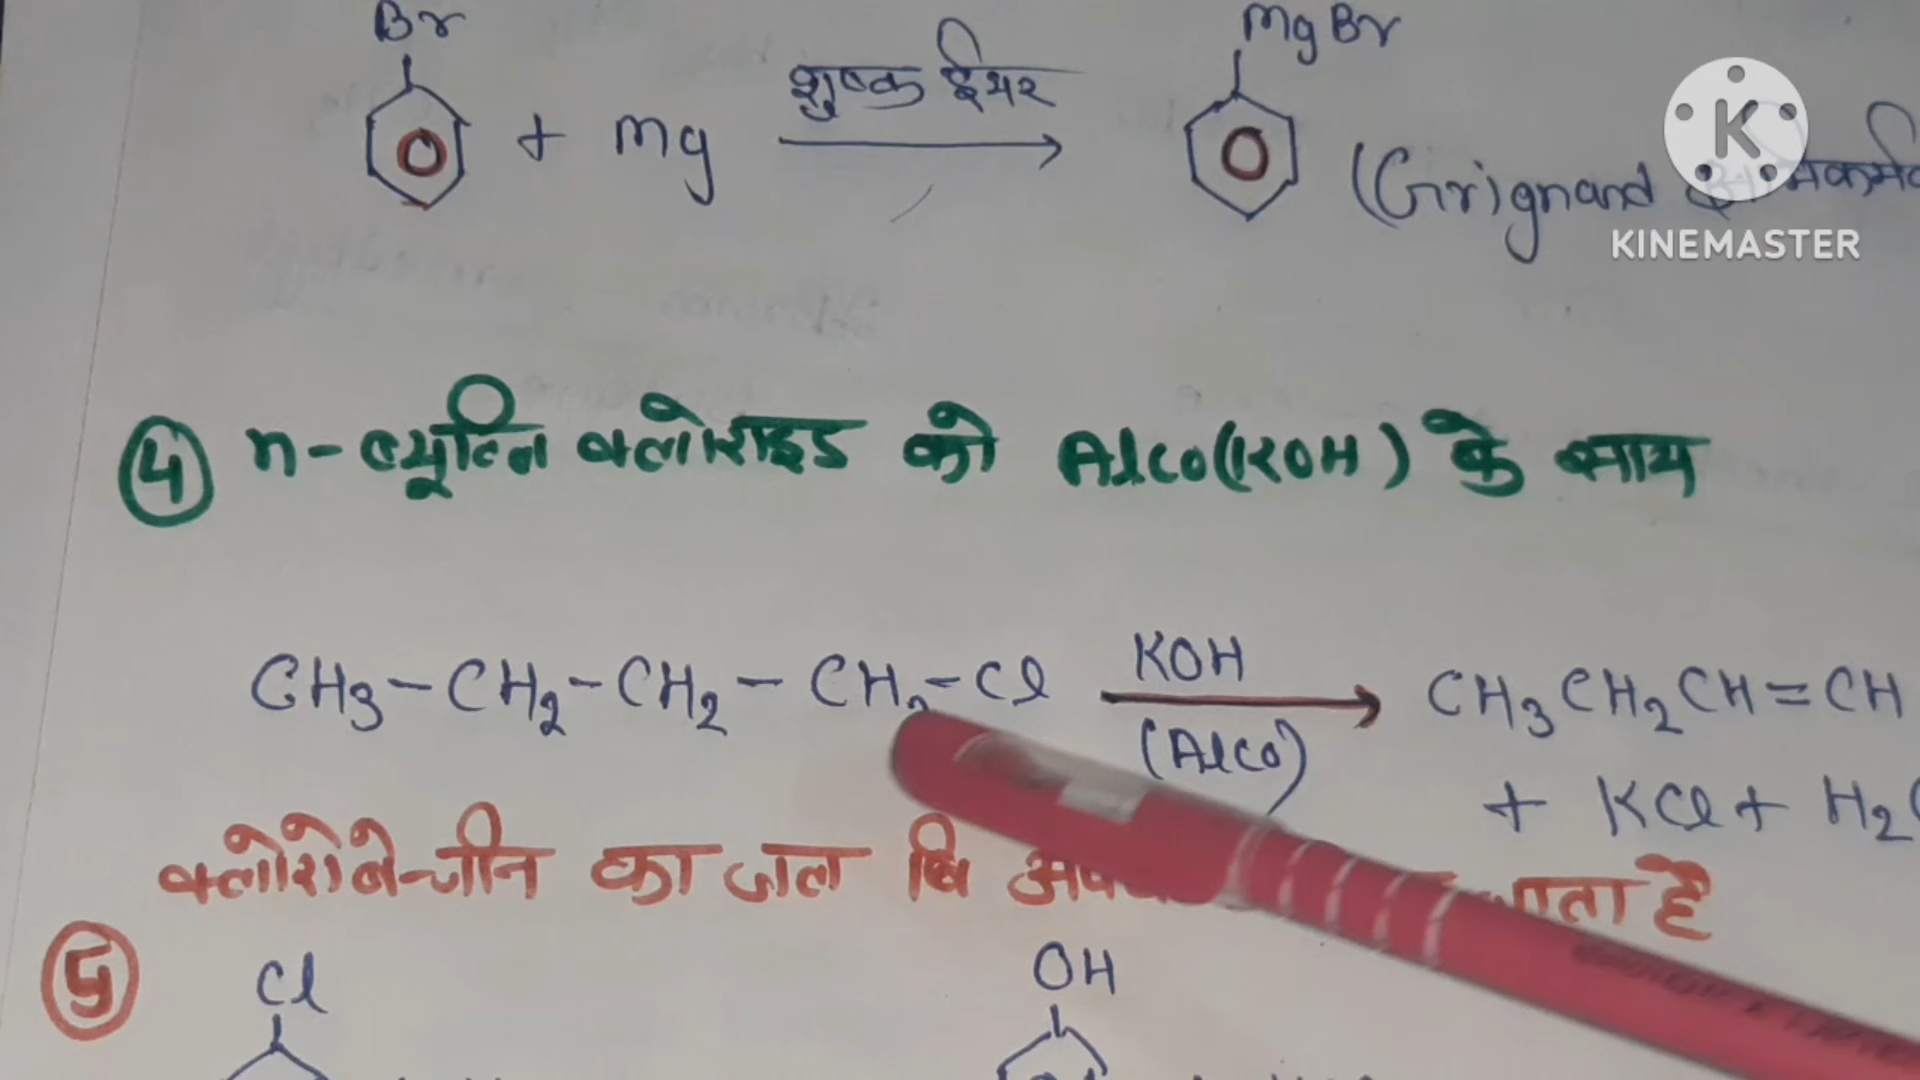 Br MgBr
+ Mg शुष्क ईथर
(Grignard
KINEMASTER
④ n-ब्यूटिल क्लोराइड को Alco(KOH) के साथ
CH3-CH2-CH2-CH2-Cl KOH (Alco) CH3CH2CH=CH
+ KCl + H2
क्लोरोबेन्जीन का जल वि जाता है
⑤
Cl OH